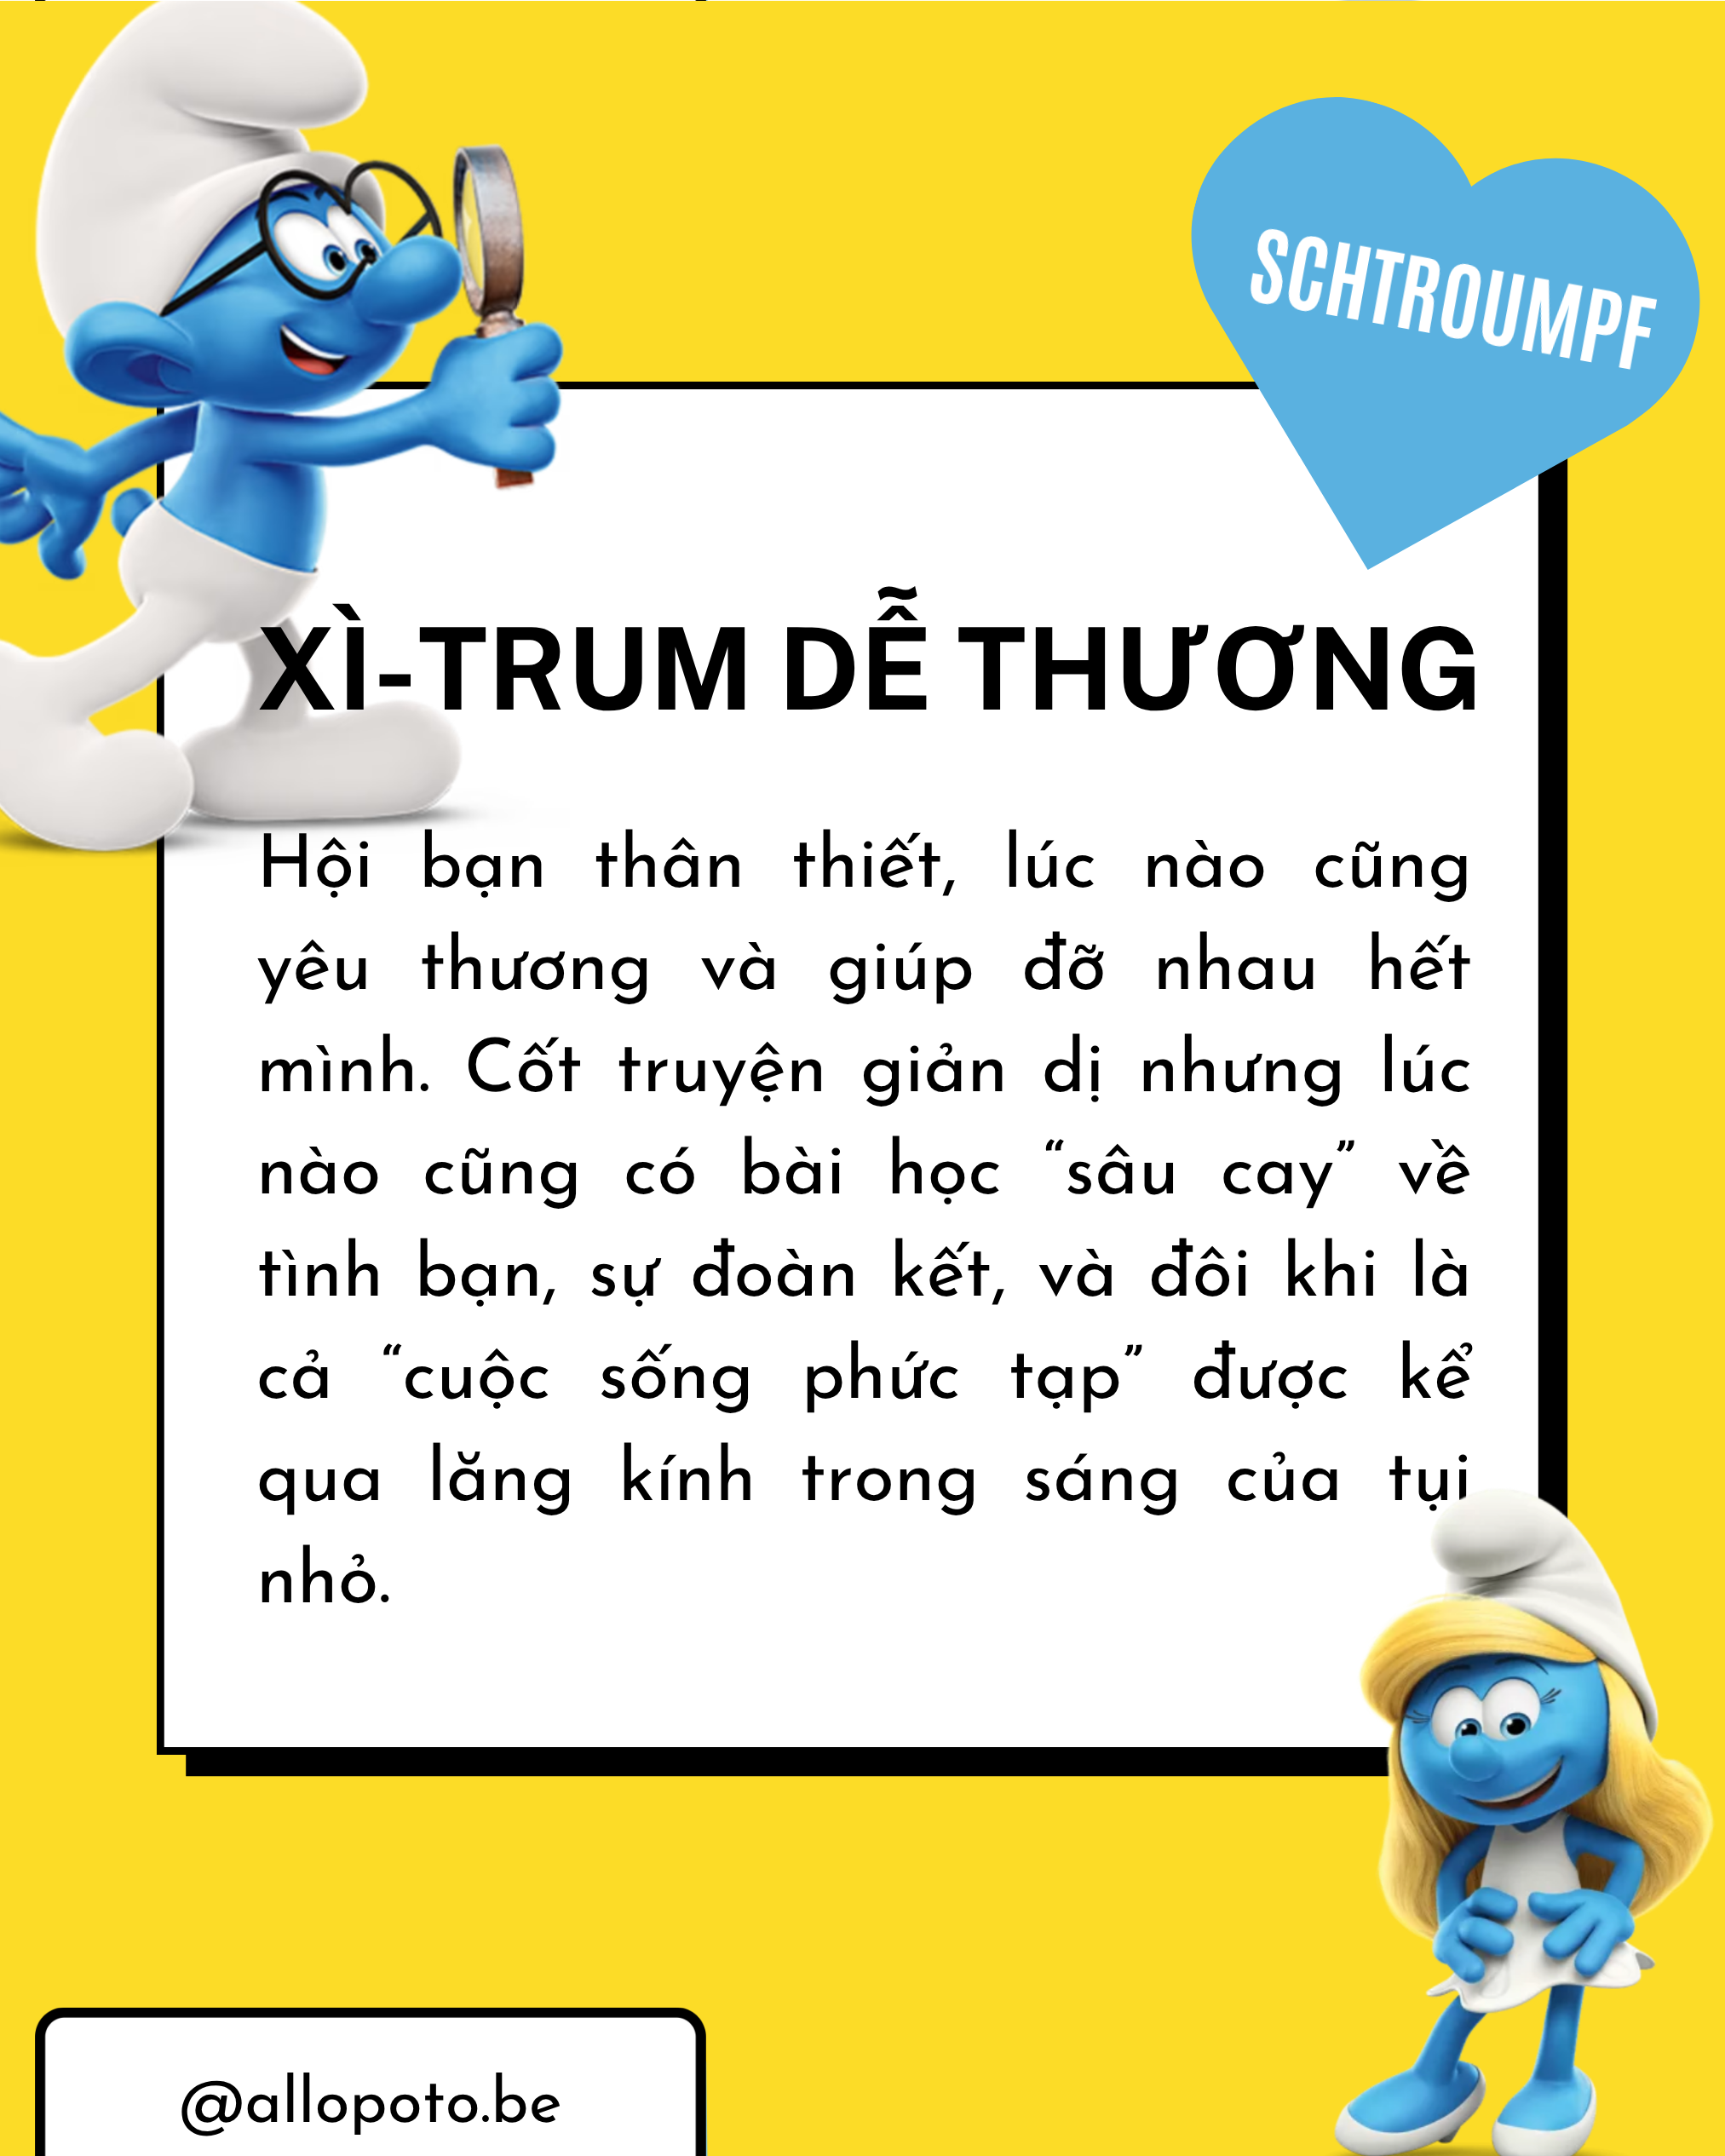 SCHTROUMPF
XÌ-TRUM DỄ THƯƠNG
Hội bạn thân thiết, lúc nào cũng
yêu thương và giúp đỡ nhau hết
mình. Cốt truyện giản dị nhưng lúc
nào cũng có bài học “sâu cay” về
tình bạn, sự đoàn kết, và đôi khi là
cả “cuộc sống phức tạp” được kể
qua lăng kính trong sáng của tụi
nhỏ.
@allopoto.be